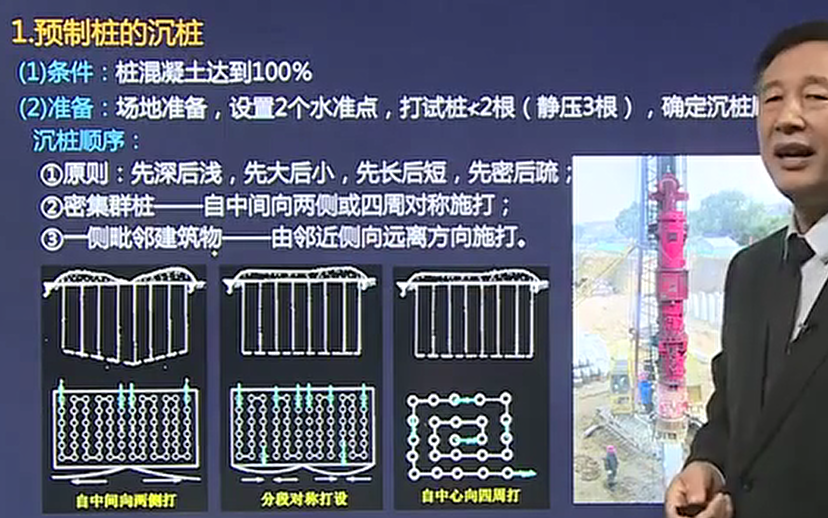 1.预制桩的沉桩
(1)条件：桩混凝土达到100%
(2)准备：场地准备，设置2个水准点，打试桩≮2根（静压3根），确定沉桩
沉桩顺序：
①原则：先深后浅，先大后小，先长后短，先密后疏；
②密集群桩——自中间向两侧或四周对称施打；
③一侧毗邻建筑物——由邻近侧向远离方向施打。
自中间向两侧打
分段对称打设
自中心向四周打